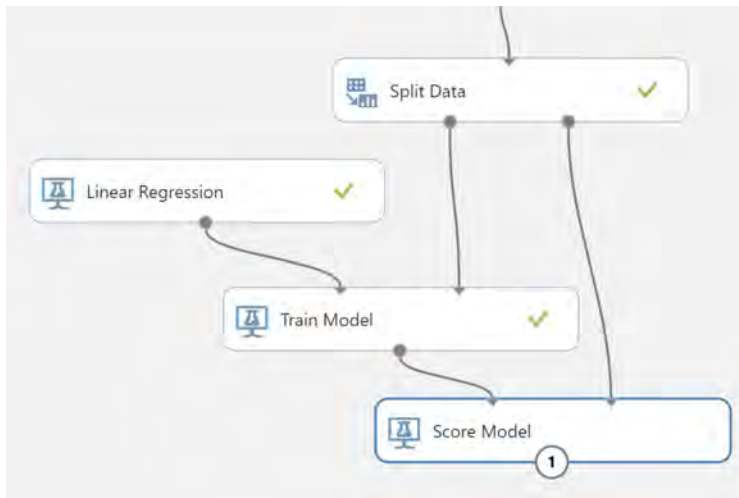 Split Data
Linear Regression
Train Model
Score Model
1